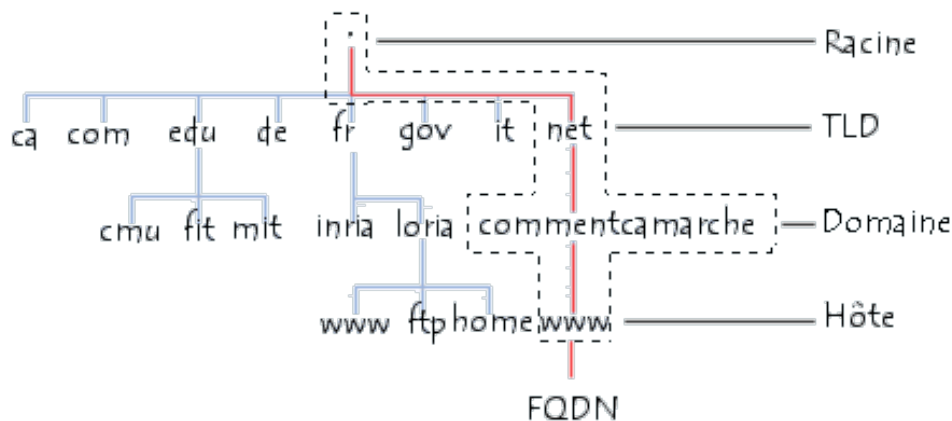 . Racine
ca com edu de fr gov it net TLD
cmu fit mit inria loria commentcamarche Domaine
www ftp home www Hôte
FQDN